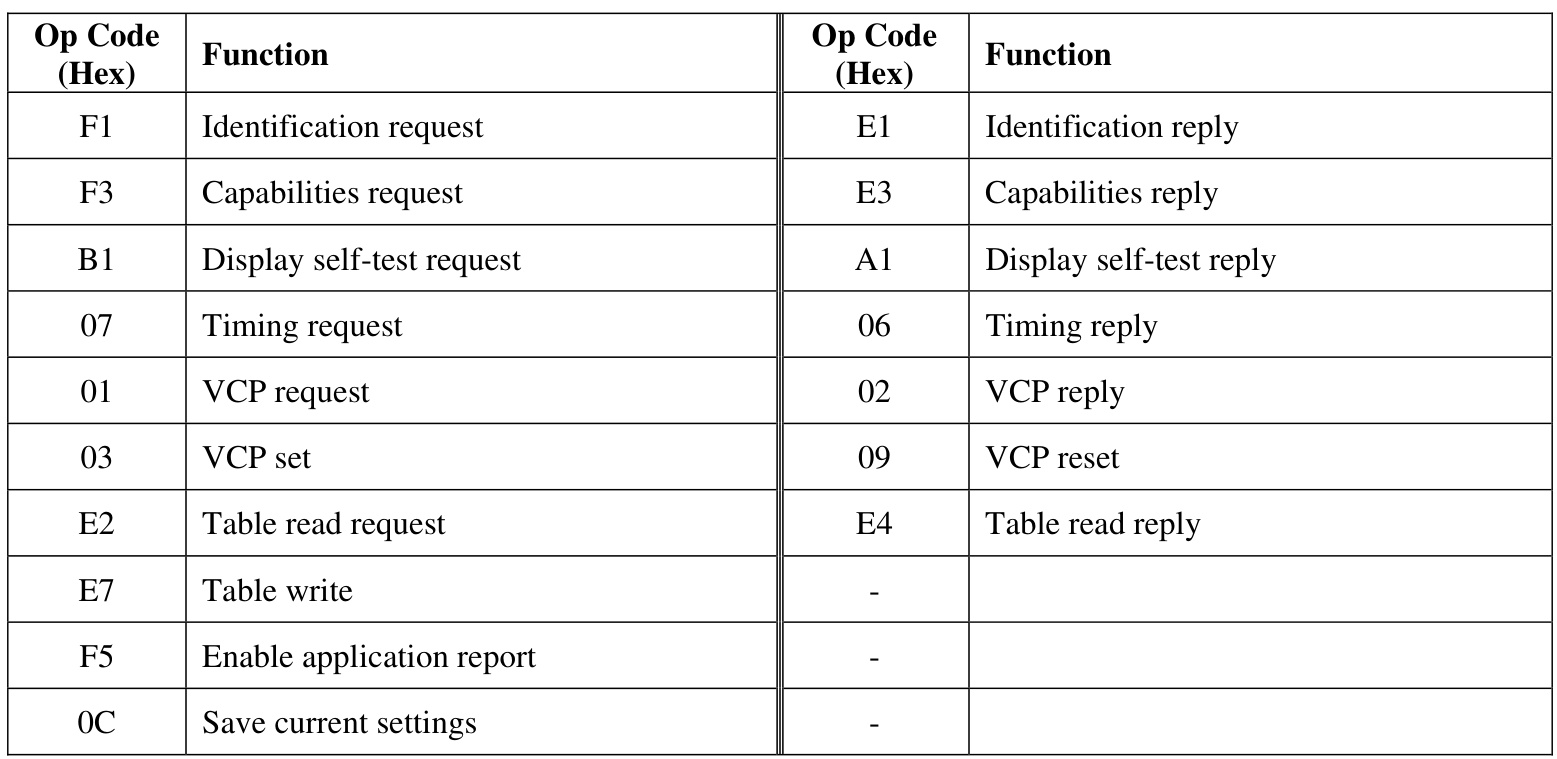 Op Code (Hex) Function Op Code (Hex) Function
F1 Identification request E1 Identification reply
F3 Capabilities request E3 Capabilities reply
B1 Display self-test request A1 Display self-test reply
07 Timing request 06 Timing reply
01 VCP request 02 VCP reply
03 VCP set 09 VCP reset
E2 Table read request E4 Table read reply
E7 Table write -
F5 Enable application report -
0C Save current settings -